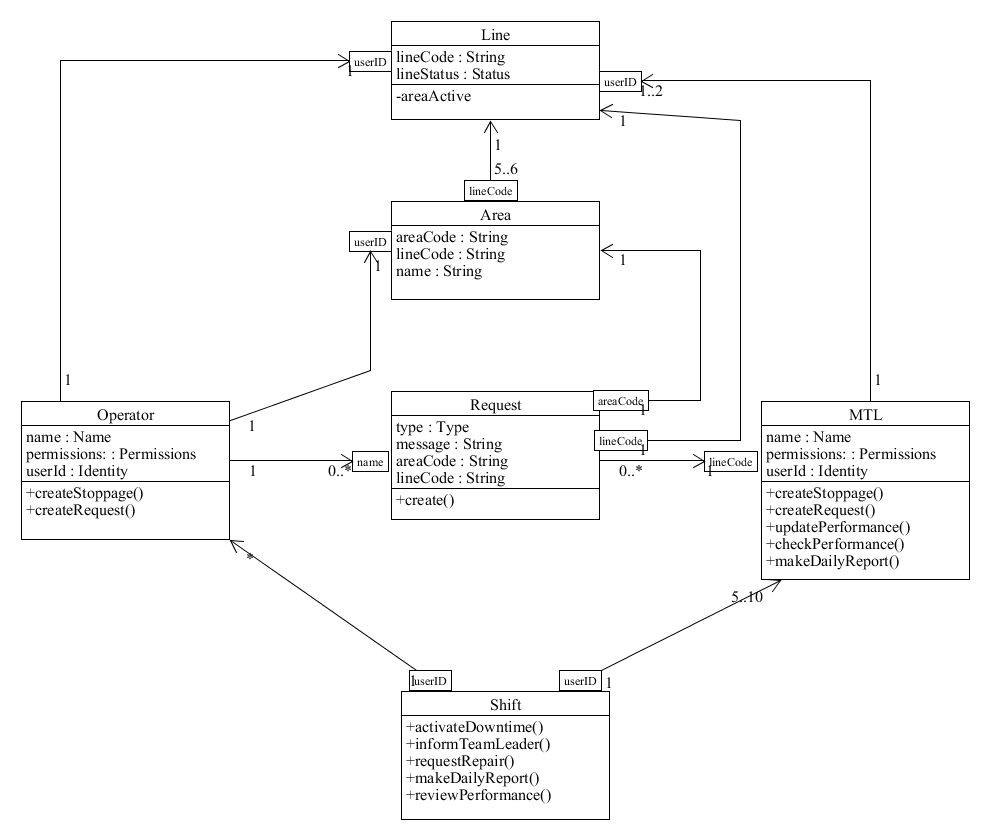 Line
userID
1
lineCode : String
lineStatus : Status
-areaActive
userID
1..2
1
1
5..6
lineCode
Area
userID
1
areaCode : String
lineCode : String
name : String
1
1
Operator
name : Name
permissions: : Permissions
userId : Identity
+createStoppage()
+createRequest()
1
1
0..*
name
Request
type : Type
message : String
areaCode : String
lineCode : String
+create()
areaCode
1
lineCode
1
0..*
lineCode
1
1
MTL
name : Name
permissions: : Permissions
userId : Identity
+createStoppage()
+createRequest()
+updatePerformance()
+checkPerformance()
+makeDailyReport()
*
5..10
1
userID
userID
1
Shift
+activateDowntime()
+informTeamLeader()
+requestRepair()
+makeDailyReport()
+reviewPerformance()